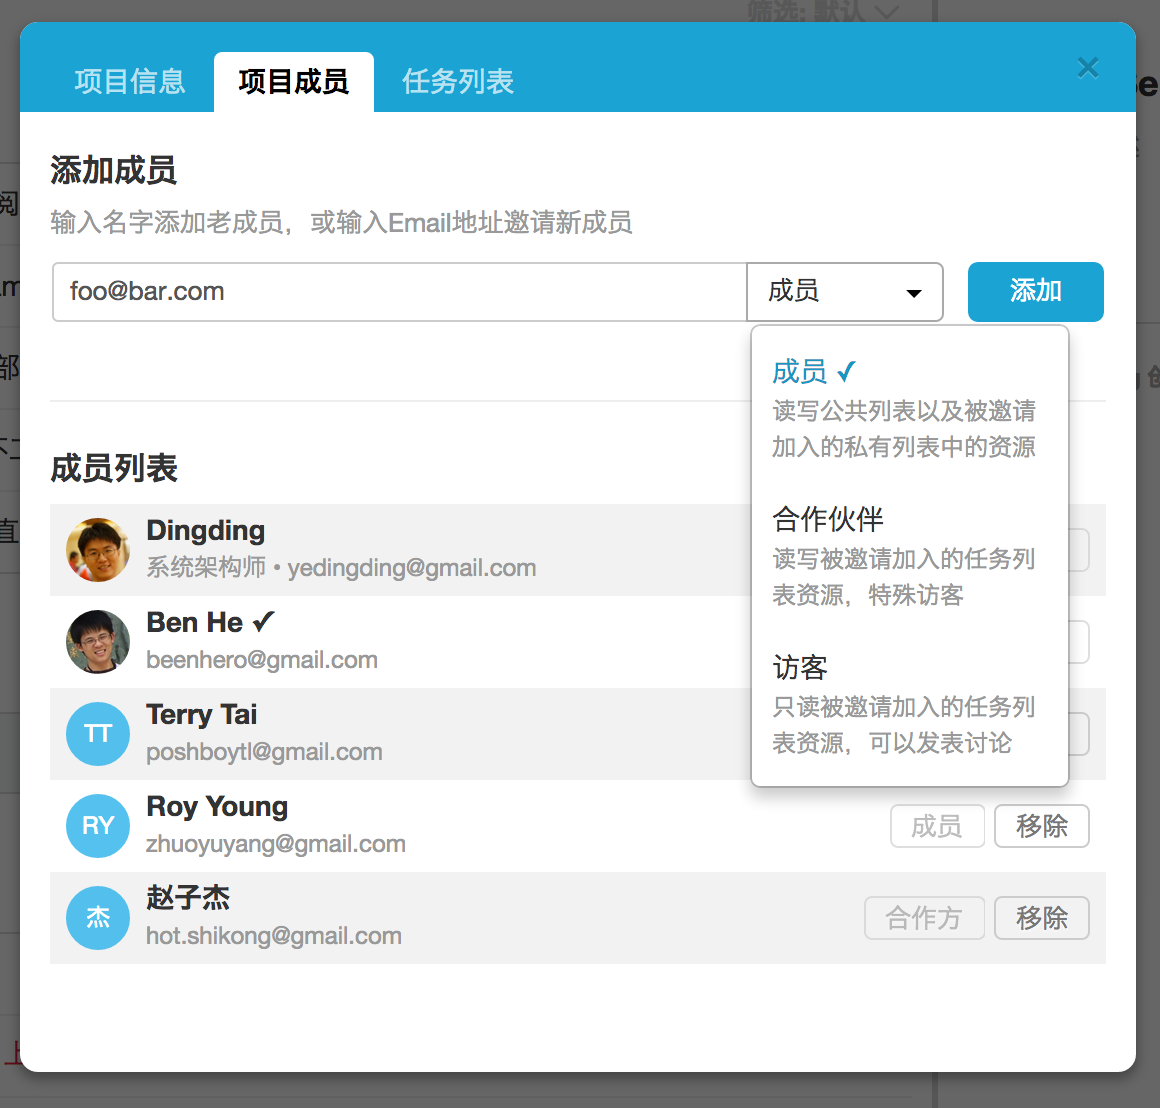 筛选: 默认
项目信息
项目成员
任务列表
×
添加成员
输入名字添加老成员，或输入Email地址邀请新成员
foo@bar.com
成员
添加
成员 ✓
读写公共列表以及被邀请
加入的私有列表中的资源
合作伙伴
读写被邀请加入的任务列
表资源，特殊访客
访客
只读被邀请加入的任务列
表资源，可以发表讨论
成员列表
Dingding
系统架构师 • yedingding@gmail.com
Ben He ✓
beenhero@gmail.com
TT
Terry Tai
poshboytl@gmail.com
RY
Roy Young
zhuoyuyang@gmail.com
成员
移除
杰
赵子杰
hot.shikong@gmail.com
合作方
移除